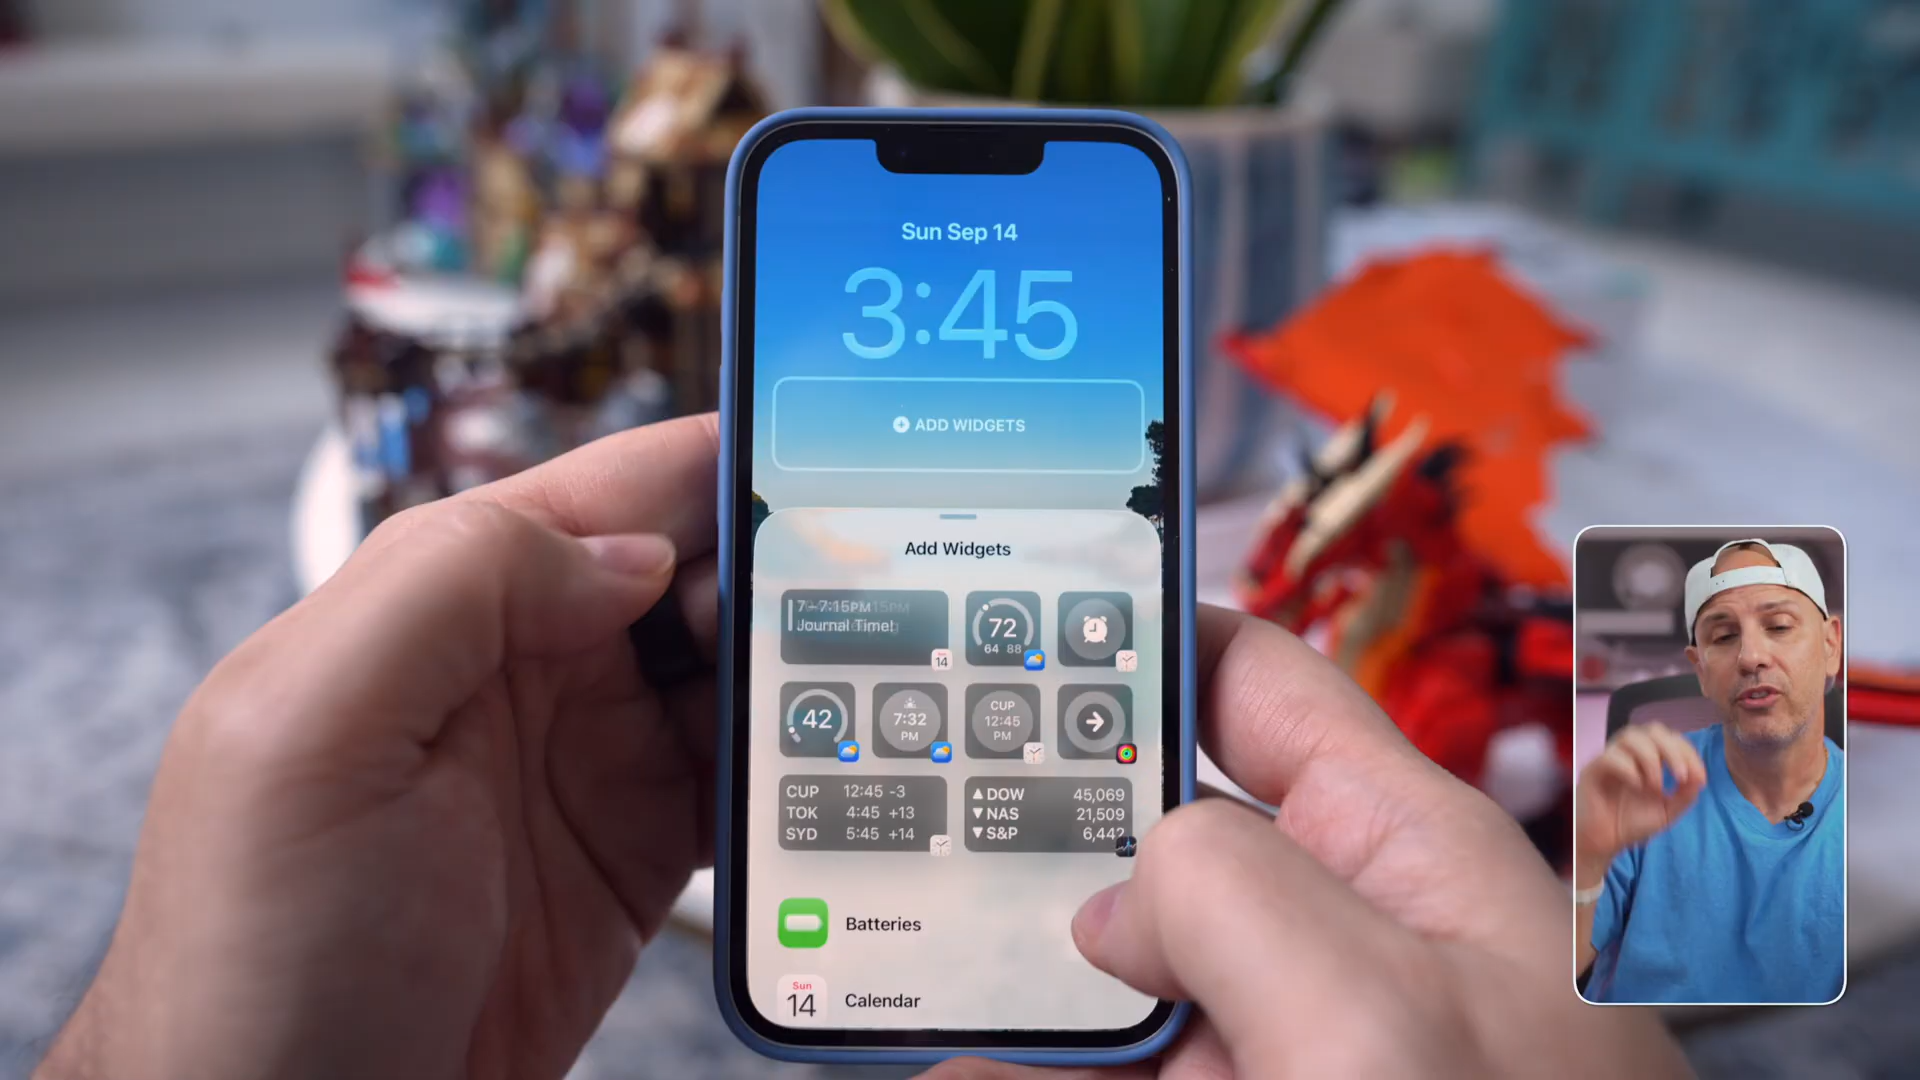 Sun Sep 14
3:45
ADD WIDGETS
Add Widgets
7–7:15PM
Journal Time!
14
72
64 88
42
7:32
PM
CUP
12:45
PM
CUP 12:45 -3
TOK 4:45 +13
SYD 5:45 +14
▲ DOW 45,069
▼ NAS 21,509
▼ S&P 6,442
Batteries
Sun
14
Calendar